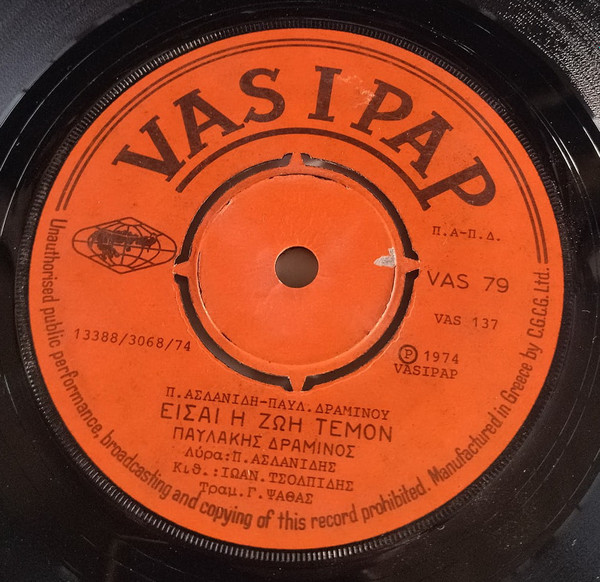 VASIPAP
Π.Α-Π.Δ.
VAS 79
VAS 137
13388/3068/74
Ⓟ 1974
VASIPAP
Π.ΑΣΛΑΝΙΔΗ-ΠΑΥΛ.ΔΡΑΜΙΝΟΥ
ΕΙΣΑΙ Η ΖΩΗ ΤΕΜΟΝ
ΠΑΥΛΑΚΗΣ ΔΡΑΜΙΝΟΣ
Λύρα:Π.ΑΣΛΑΝΙΔΗΣ
Κιθ.:ΙΩΑΝ.ΤΣΟΛΠΙΔΗΣ
Τραμ.Γ.ΨΑΘΑΣ
Unauthorised public performance, broadcasting and copying of this record prohibited. Manufactured in Greece by C.G.C.G. Ltd.